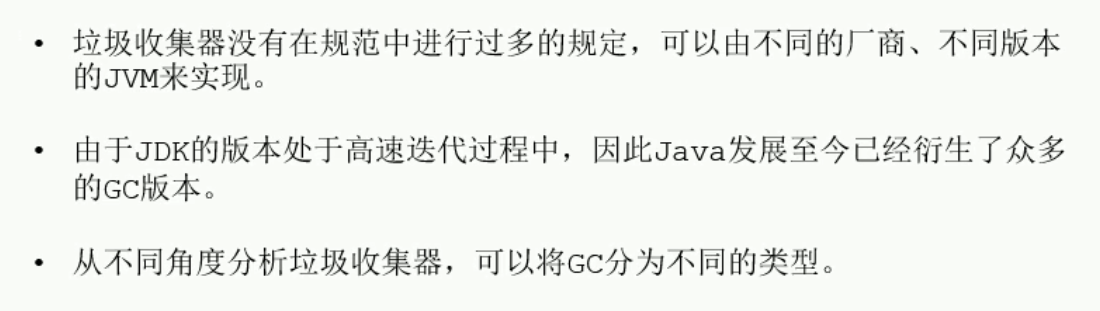 • 垃圾收集器没有在规范中进行过多的规定，可以由不同的厂商、不同版本
的JVM来实现。
• 由于JDK的版本处于高速迭代过程中，因此Java发展至今已经衍生了众多
的GC版本。
• 从不同角度分析垃圾收集器，可以将GC分为不同的类型。